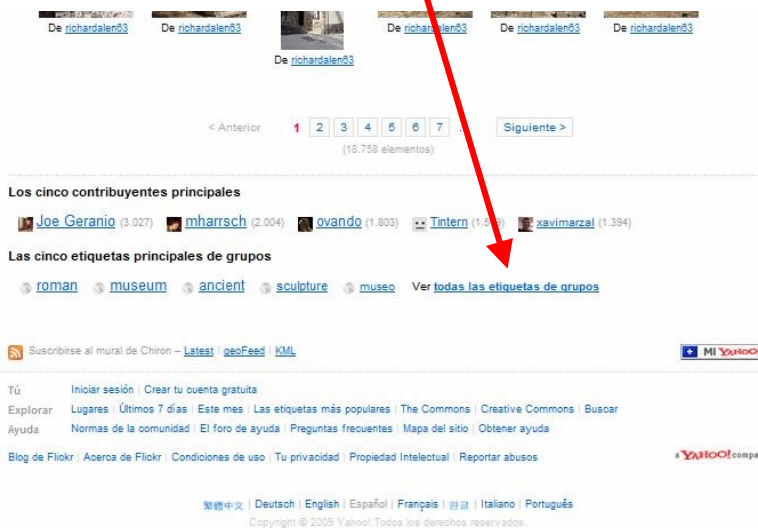 De richardalen63 De richardalen63 De richardalen63 De richardalen63 De richardalen63
De richardalen63
< Anterior 1 2 3 4 5 6 7 Siguiente >
(18.758 elementos)
Los cinco contribuyentes principales
Joe Geranio (3.027) mharrsch (2.004) ovando (1.803) Tintern xavimarzal (1.394)
Las cinco etiquetas principales de grupos
roman museum ancient sculpture museo Ver todas las etiquetas de grupos
Suscribirse al mural de Chiron – Latest | geoFeed | KML
MI YAHOO!
Tú Iniciar sesión | Crear tu cuenta gratuita
Explorar Lugares | Últimos 7 días | Este mes | Las etiquetas más populares | The Commons | Creative Commons | Buscar
Ayuda Normas de la comunidad | El foro de ayuda | Preguntas frecuentes | Mapa del sitio | Obtener ayuda
Blog de Flickr | Acerca de Flickr | Condiciones de uso | Tu privacidad | Propiedad Intelectual | Reportar abusos
a YAHOO! compa
繁體中文 | Deutsch | English | Español | Français | 한글 | Italiano | Português
Copyright © 2009 Yahoo! Todos los derechos reservados.